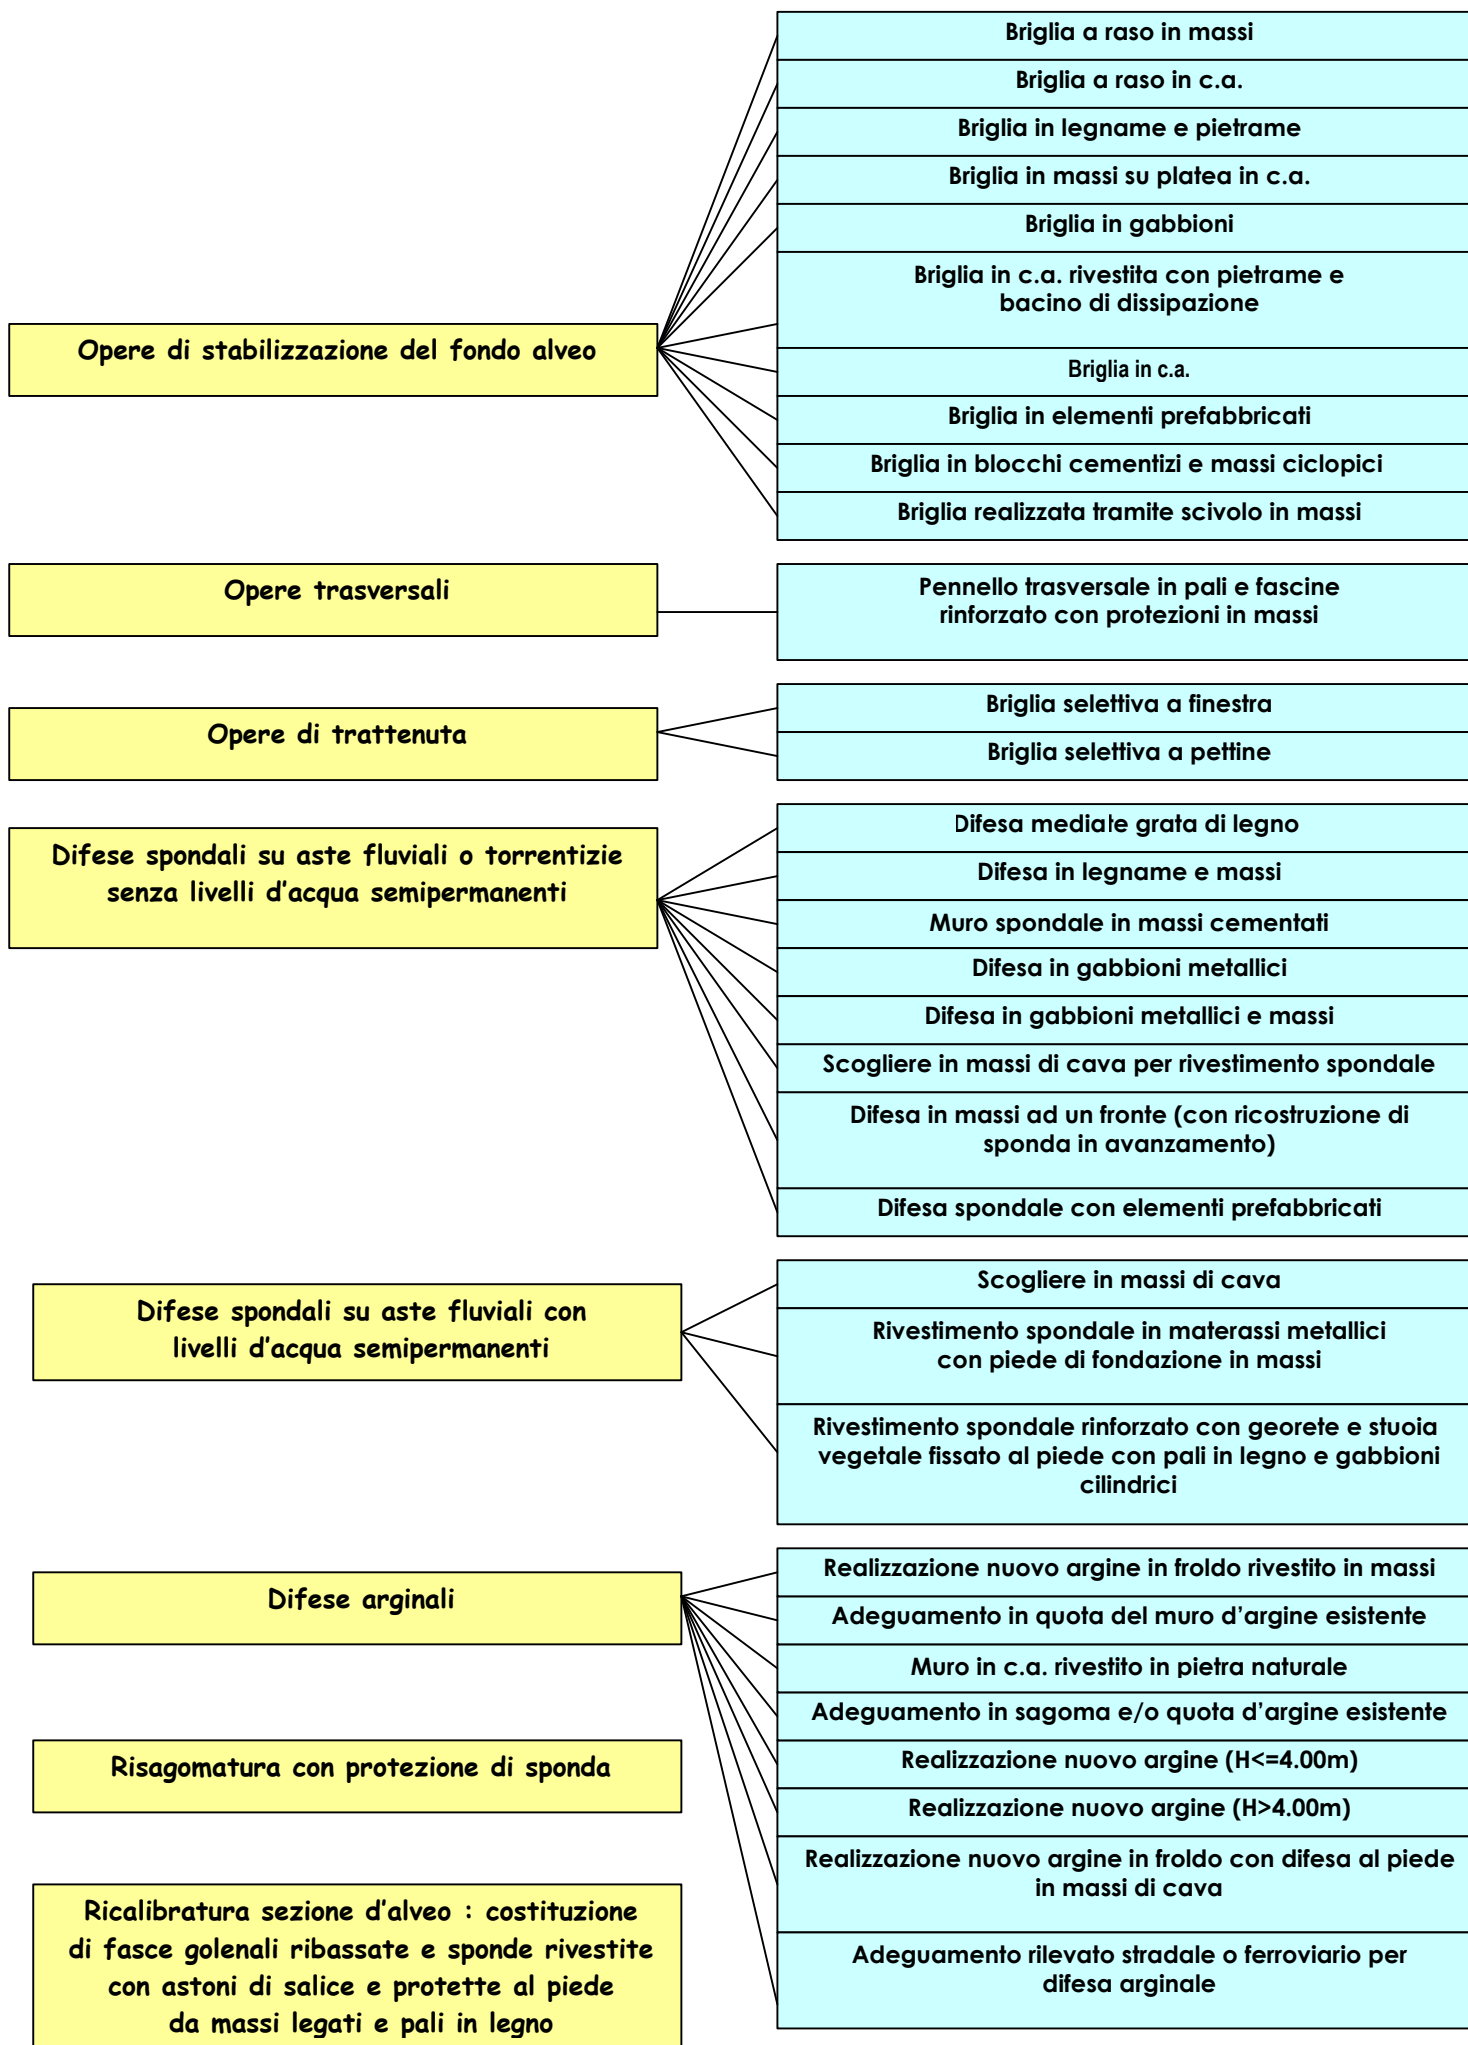 Opere di stabilizzazione del fondo alveo
Briglia a raso in massi
Briglia a raso in c.a.
Briglia in legname e pietrame
Briglia in massi su platea in c.a.
Briglia in gabbioni
Briglia in c.a. rivestita con pietrame e
bacino di dissipazione
Briglia in c.a.
Briglia in elementi prefabbricati
Briglia in blocchi cementizi e massi ciclopici
Briglia realizzata tramite scivolo in massi
Opere trasversali
Pennello trasversale in pali e fascine
rinforzato con protezioni in massi
Opere di trattenuta
Briglia selettiva a finestra
Briglia selettiva a pettine
Difese spondali su aste fluviali o torrentizie
senza livelli d'acqua semipermanenti
Difesa mediate grata di legno
Difesa in legname e massi
Muro spondale in massi cementati
Difesa in gabbioni metallici
Difesa in gabbioni metallici e massi
Scogliere in massi di cava per rivestimento spondale
Difesa in massi ad un fronte (con ricostruzione di
sponda in avanzamento)
Difesa spondale con elementi prefabbricati
Difese spondali su aste fluviali con
livelli d'acqua semipermanenti
Scogliere in massi di cava
Rivestimento spondale in materassi metallici
con piede di fondazione in massi
Rivestimento spondale rinforzato con georete e stuoia
vegetale fissato al piede con pali in legno e gabbioni
cilindrici
Difese arginali
Realizzazione nuovo argine in froldo rivestito in massi
Adeguamento in quota del muro d'argine esistente
Muro in c.a. rivestito in pietra naturale
Adeguamento in sagoma e/o quota d'argine esistente
Realizzazione nuovo argine (H<=4.00m)
Realizzazione nuovo argine (H>4.00m)
Realizzazione nuovo argine in froldo con difesa al piede
in massi di cava
Adeguamento rilevato stradale o ferroviario per
difesa arginale
Risagomatura con protezione di sponda
Ricalibratura sezione d'alveo : costituzione
di fasce golenali ribassate e sponde rivestite
con astoni di salice e protette al piede
da massi legati e pali in legno